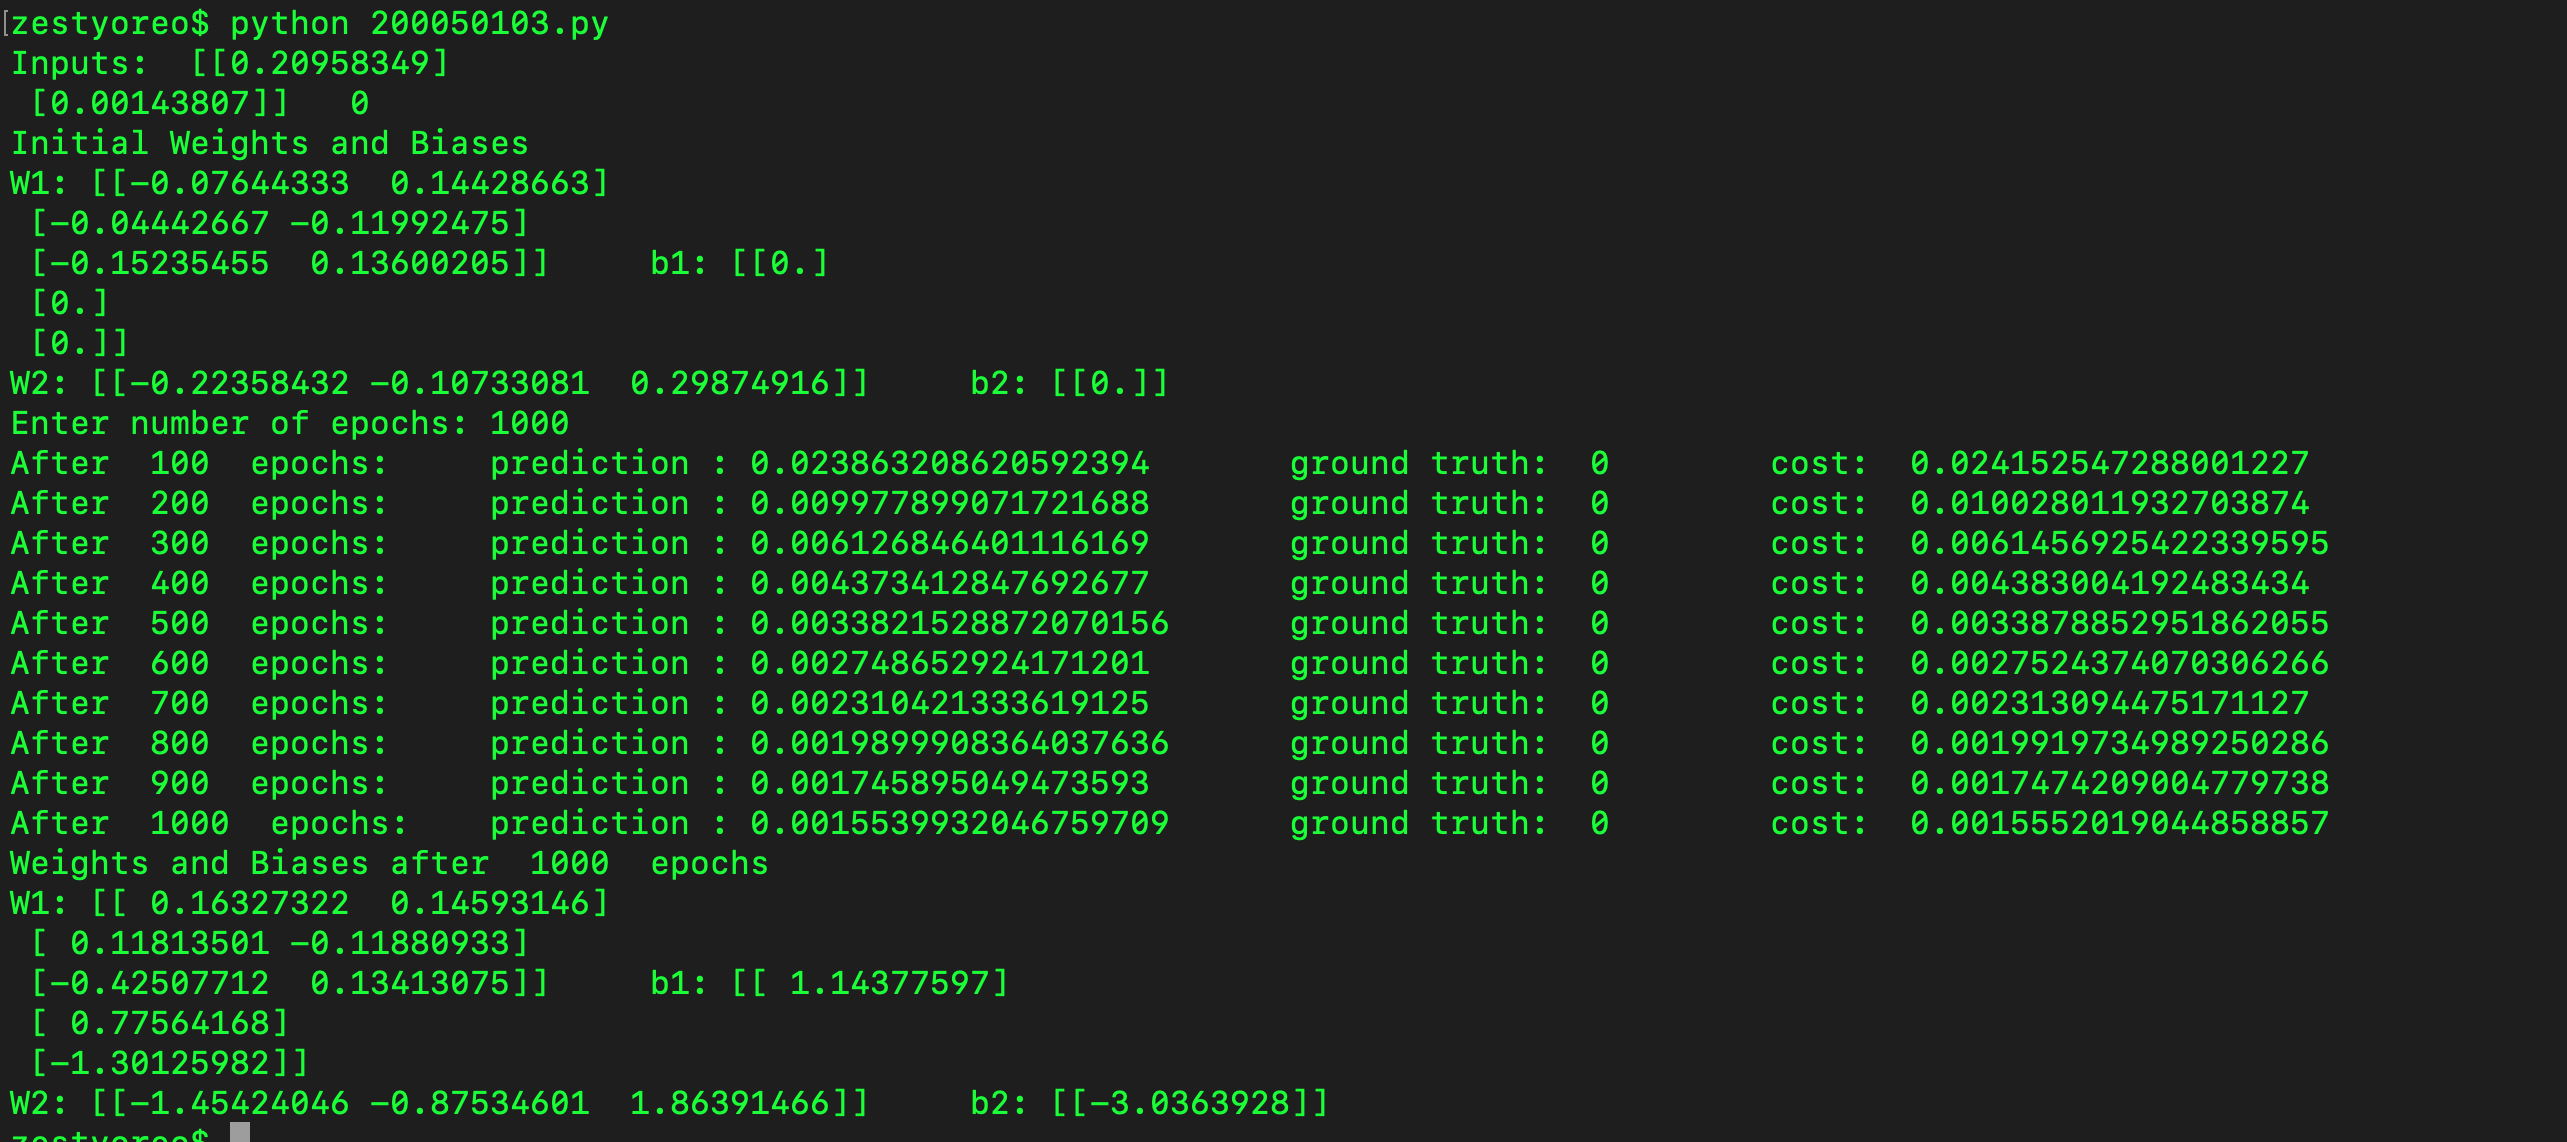 [zestyoreo$ python 200050103.py
Inputs:  [[0.20958349]
 [0.00143807]]   0
Initial Weights and Biases
W1: [[-0.07644333  0.14428663]
 [-0.04442667 -0.11992475]
 [-0.15235455  0.13600205]]     b1: [[0.]
 [0.]
 [0.]]
W2: [[-0.22358432 -0.10733081  0.29874916]]     b2: [[0.]]
Enter number of epochs: 1000
After  100  epochs:     prediction : 0.023863208620592394       ground truth:  0        cost:  0.024152547288001227
After  200  epochs:     prediction : 0.009977899071721688       ground truth:  0        cost:  0.010028011932703874
After  300  epochs:     prediction : 0.006126846401116169       ground truth:  0        cost:  0.0061456925422339595
After  400  epochs:     prediction : 0.004373412847692677       ground truth:  0        cost:  0.004383004192483434
After  500  epochs:     prediction : 0.0033821528872070156      ground truth:  0        cost:  0.0033878852951862055
After  600  epochs:     prediction : 0.002748652924171201       ground truth:  0        cost:  0.0027524374070306266
After  700  epochs:     prediction : 0.002310421333619125       ground truth:  0        cost:  0.002313094475171127
After  800  epochs:     prediction : 0.0019899908364037636      ground truth:  0        cost:  0.0019919734989250286
After  900  epochs:     prediction : 0.001745895049473593       ground truth:  0        cost:  0.0017474209004779738
After  1000  epochs:    prediction : 0.0015539932046759709      ground truth:  0        cost:  0.0015552019044858857
Weights and Biases after  1000  epochs
W1: [[ 0.16327322  0.14593146]
 [ 0.11813501 -0.11880933]
 [-0.42507712  0.13413075]]     b1: [[ 1.14377597]
 [ 0.77564168]
 [-1.30125982]]
W2: [[-1.45424046 -0.87534601  1.86391466]]     b2: [[-3.0363928]]
zestyoreo$